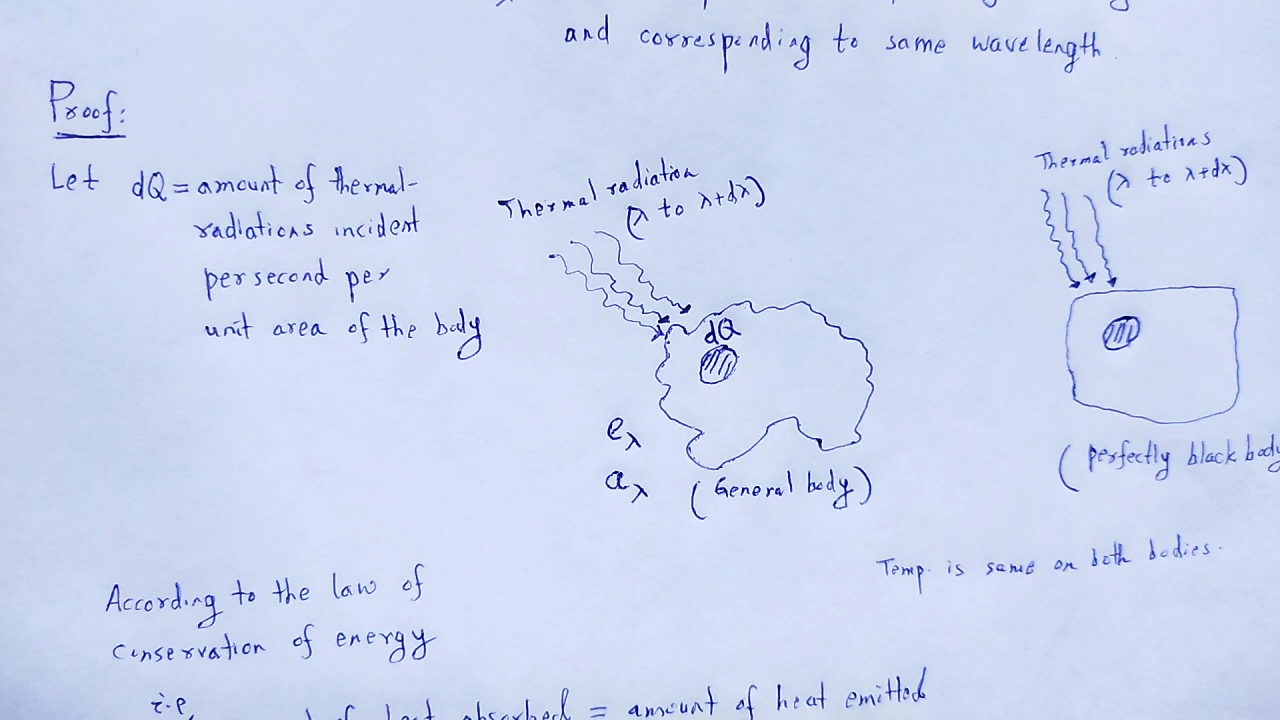 and corresponding to same wavelength
Proof:
Let dQ = amount of thermal-
radiations incident
per second per
unit area of the body
Thermal radiation
(λ to λ+dλ)
dQ
eλ
aλ
(General body)
Thermal radiations
(λ to λ+dλ)
(perfectly black body
Temp. is same on both bodies.
According to the law of
conservation of energy
i.e,
absorbed = amount of heat emitted